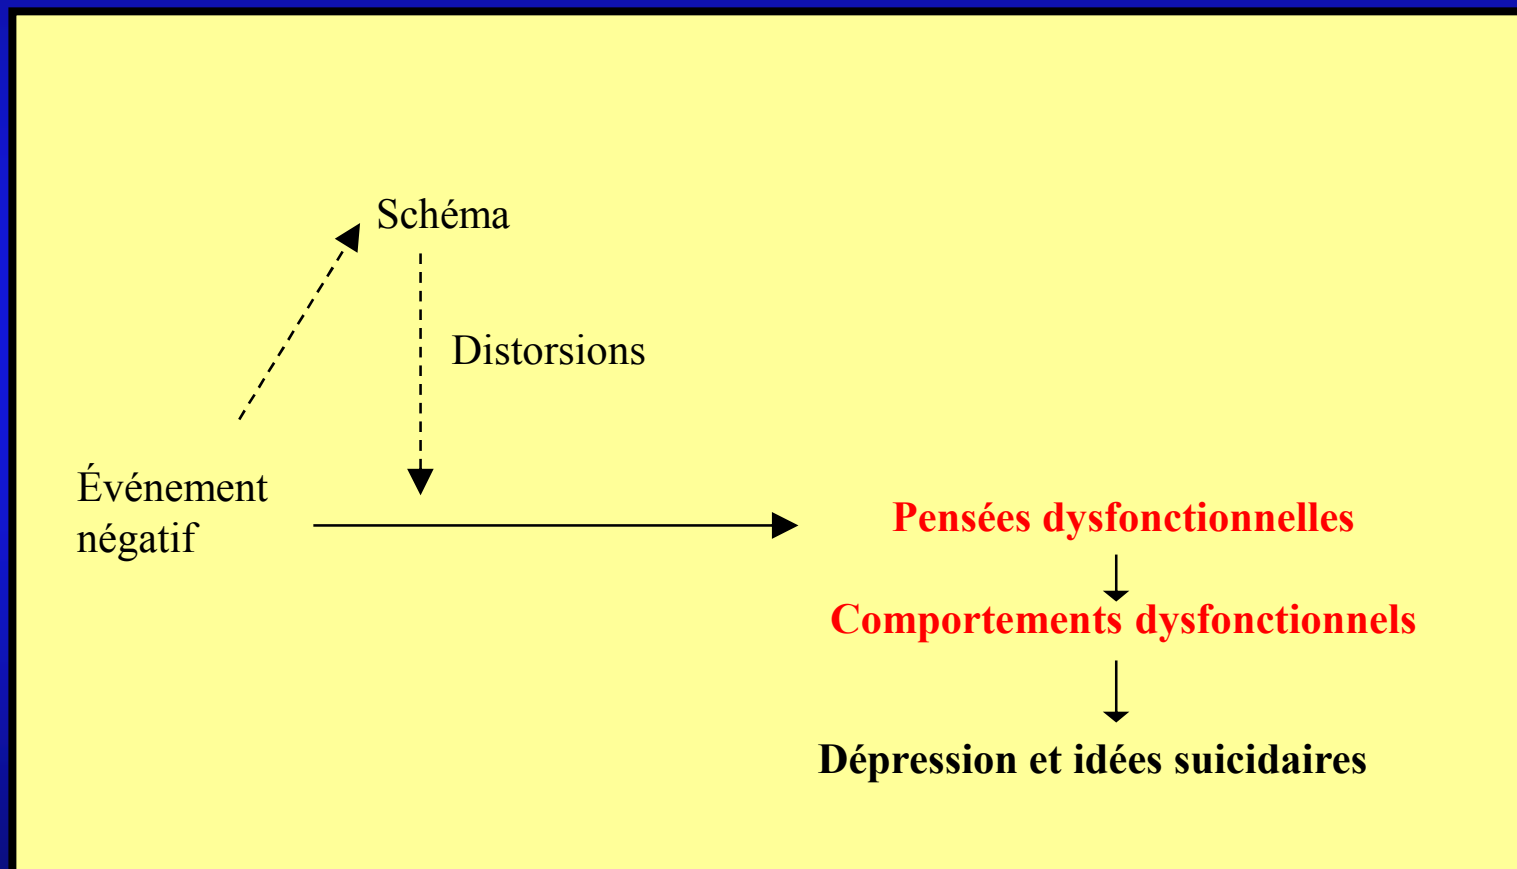 Schéma
Distorsions
Événement
négatif
Pensées dysfonctionnelles
Comportements dysfonctionnels
Dépression et idées suicidaires